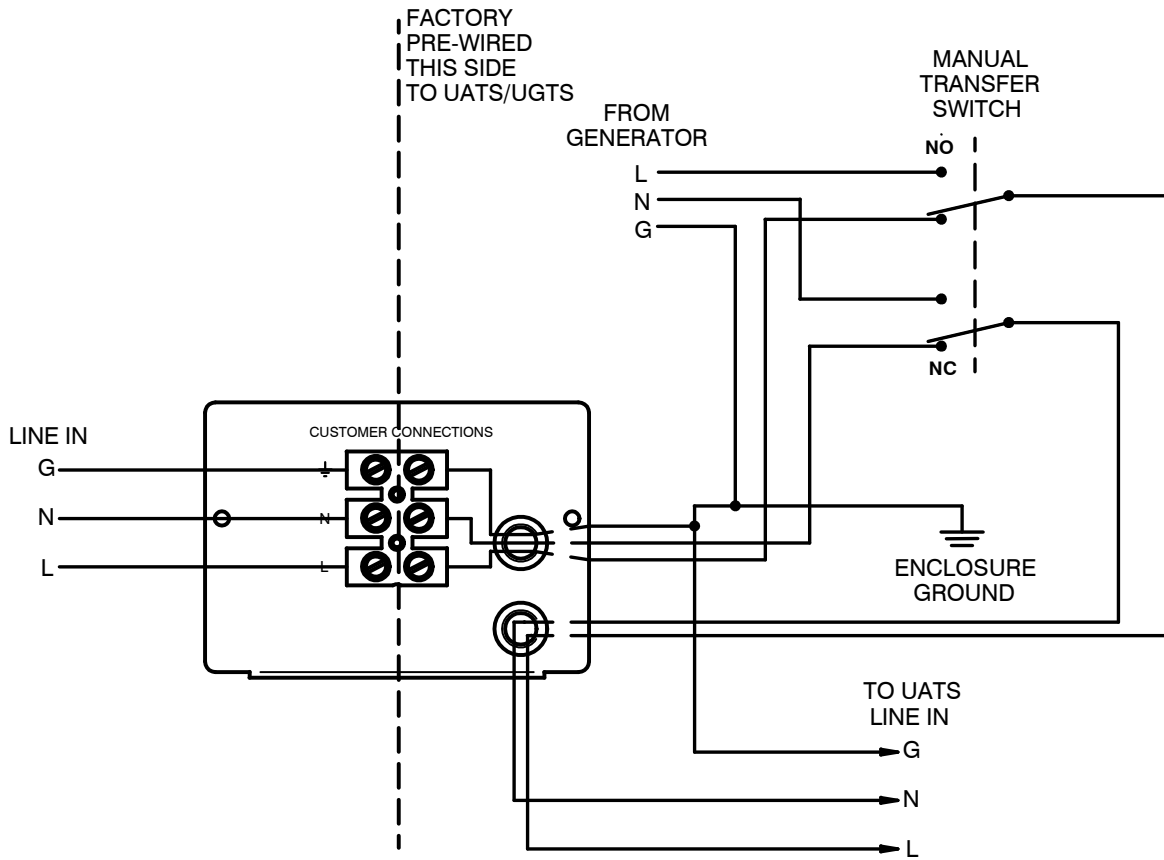 FACTORY
PRE-WIRED
THIS SIDE
TO UATS/UGTS
FROM
GENERATOR
L
N
G
MANUAL
TRANSFER
SWITCH
NO
NC
LINE IN
G
N
L
CUSTOMER CONNECTIONS
N
L
ENCLOSURE
GROUND
TO UATS
LINE IN
G
N
L